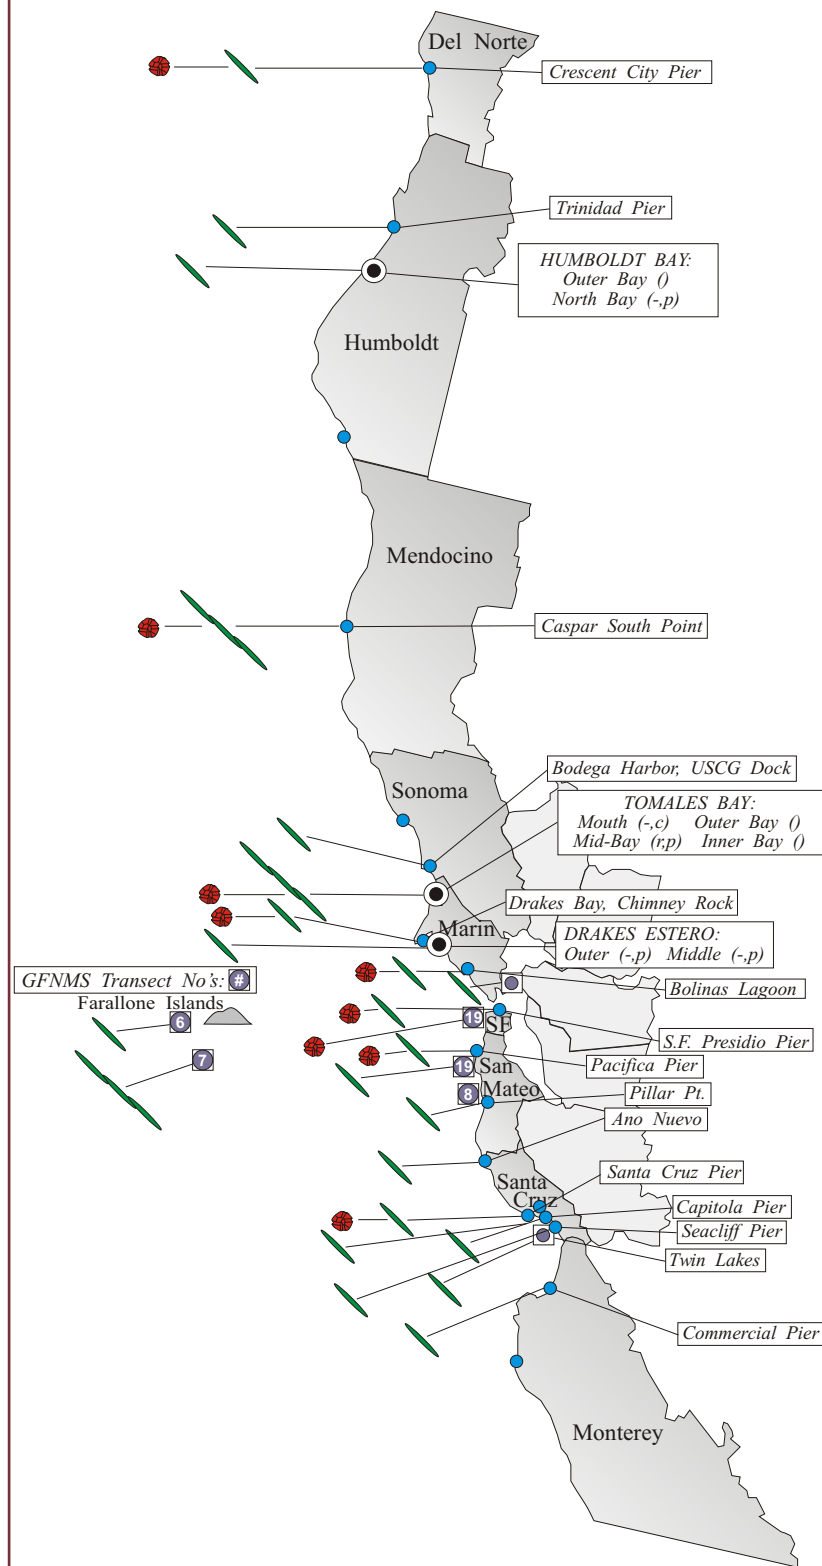 Del Norte
Crescent City Pier
Trinidad Pier
HUMBOLDT BAY:
Outer Bay ()
North Bay (-,p)
Humboldt
Mendocino
Caspar South Point
Bodega Harbor, USCG Dock
Sonoma
TOMALES BAY:
Mouth (-,c) Outer Bay ()
Mid-Bay (r,p) Inner Bay ()
Drakes Bay, Chimney Rock
Marin
DRAKES ESTERO:
Outer (-,p) Middle (-,p)
GFNMS Transect No's: #
Bolinas Lagoon
Farallone Islands
6
19
SF
S.F. Presidio Pier
7
Pacifica Pier
19
San
Mateo
8
Pillar Pt.
Ano Nuevo
Santa
Cruz
Santa Cruz Pier
Capitola Pier
Seacliff Pier
Twin Lakes
Commercial Pier
Monterey